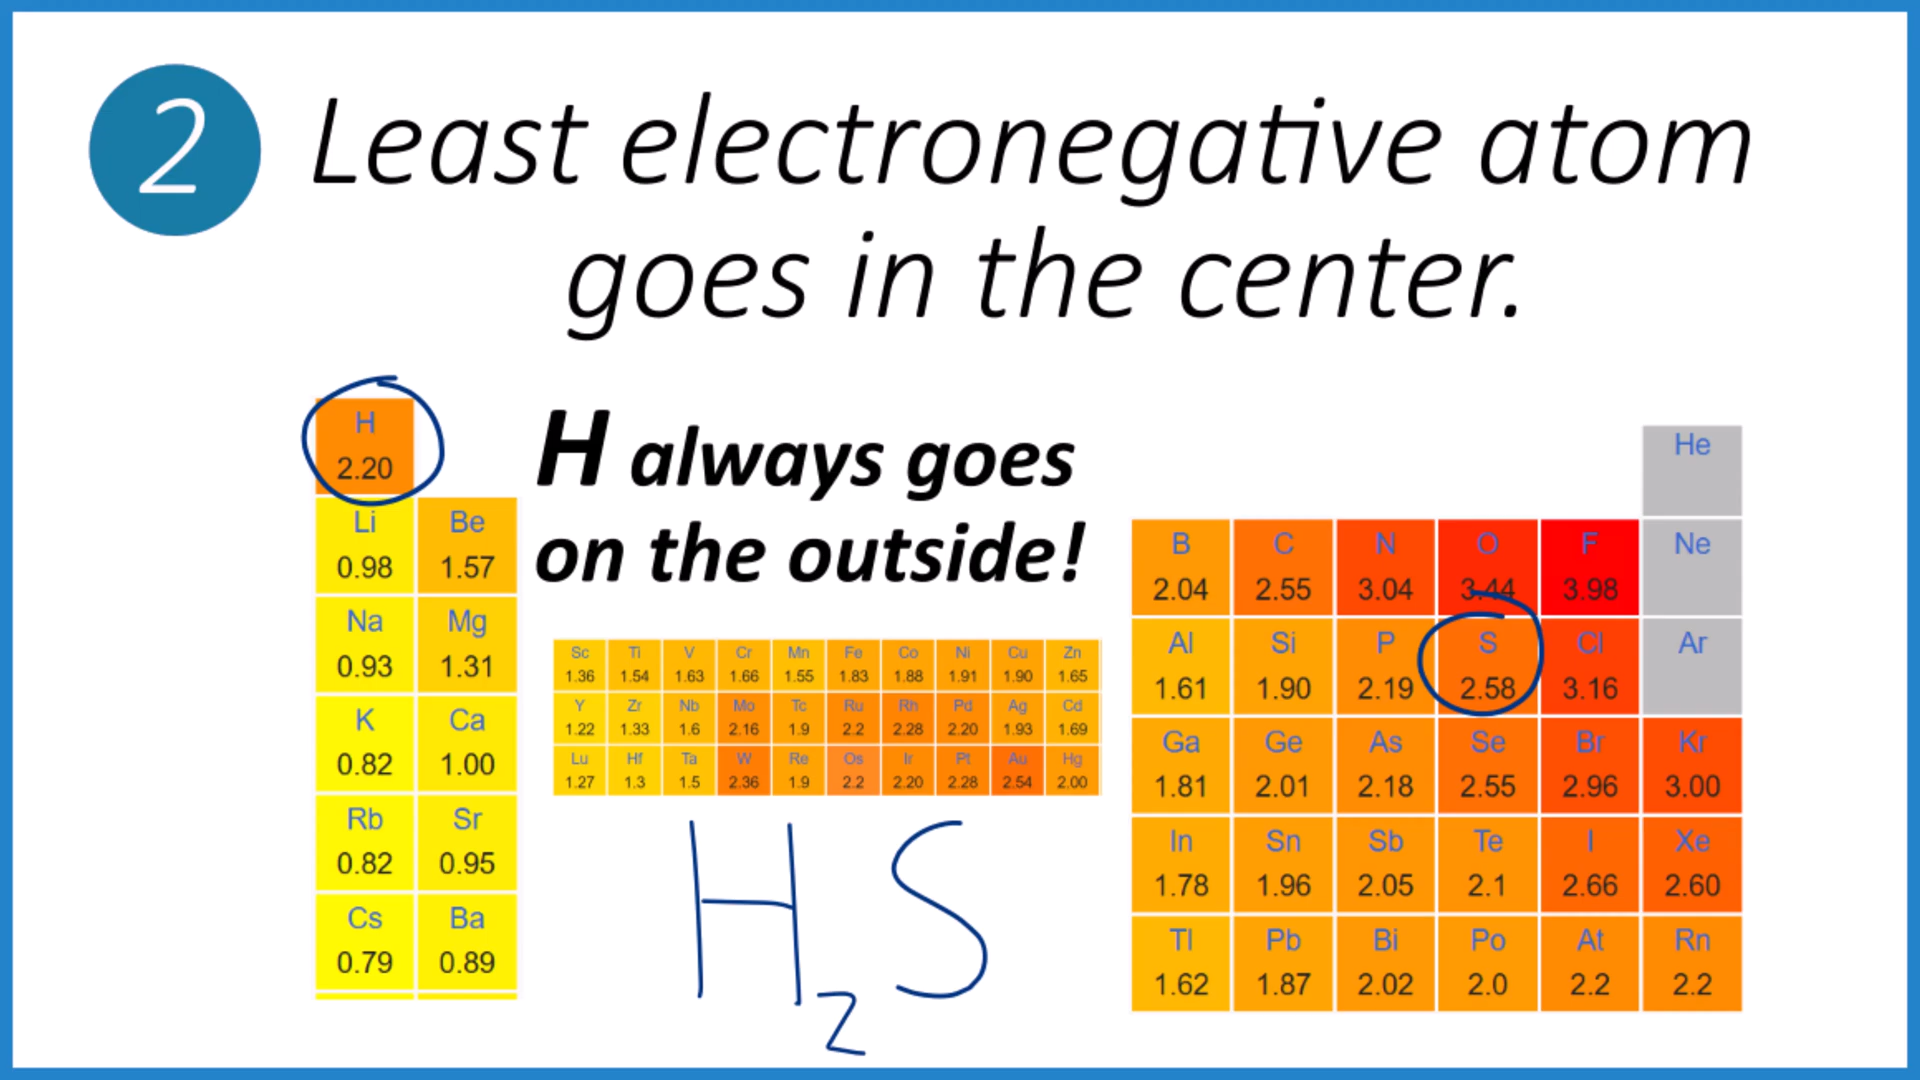 2
Least electronegative atom
goes in the center.
H always goes
on the outside!
H
2.20
Li Be
0.98 1.57
Na Mg
0.93 1.31
K Ca
0.82 1.00
Rb Sr
0.82 0.95
Cs Ba
0.79 0.89
Sc Ti V Cr Mn Fe Co Ni Cu Zn
1.36 1.54 1.63 1.66 1.55 1.83 1.88 1.91 1.90 1.65
Y Zr Nb Mo Tc Ru Rh Pd Ag Cd
1.22 1.33 1.6 2.16 1.9 2.2 2.28 2.20 1.93 1.69
Lu Hf Ta W Re Os Ir Pt Au Hg
1.27 1.3 1.5 2.36 1.9 2.2 2.20 2.28 2.54 2.00
He
B C N O F Ne
2.04 2.55 3.04 3.44 3.98
Al Si P S Cl Ar
1.61 1.90 2.19 2.58 3.16
Ga Ge As Se Br Kr
1.81 2.01 2.18 2.55 2.96 3.00
In Sn Sb Te I Xe
1.78 1.96 2.05 2.1 2.66 2.60
Tl Pb Bi Po At Rn
1.62 1.87 2.02 2.0 2.2 2.2
H2S